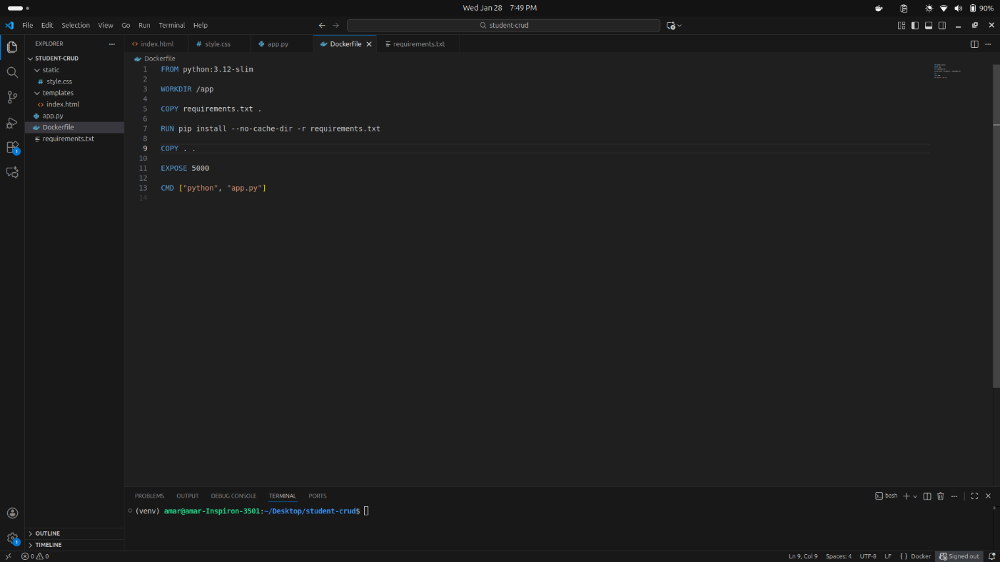 Wed Jan 28 7:49 PM
90%
File Edit Selection View Go Run Terminal Help
student-crud
EXPLORER
index.html
style.css
app.py
Dockerfile
requirements.txt
STUDENT-CRUD
static
style.css
templates
index.html
app.py
Dockerfile
requirements.txt
Dockerfile
1 FROM python:3.12-slim
2
3 WORKDIR /app
4
5 COPY requirements.txt .
6
7 RUN pip install --no-cache-dir -r requirements.txt
8
9 COPY . .
10
11 EXPOSE 5000
12
13 CMD ["python", "app.py"]
14
1
PROBLEMS OUTPUT DEBUG CONSOLE TERMINAL PORTS
bash
(venv) amar@amar-Inspiron-3501:~/Desktop/student-crud$
OUTLINE
TIMELINE
1
0 0
Ln 9, Col 9 Spaces: 4 UTF-8 LF { } Docker Signed out